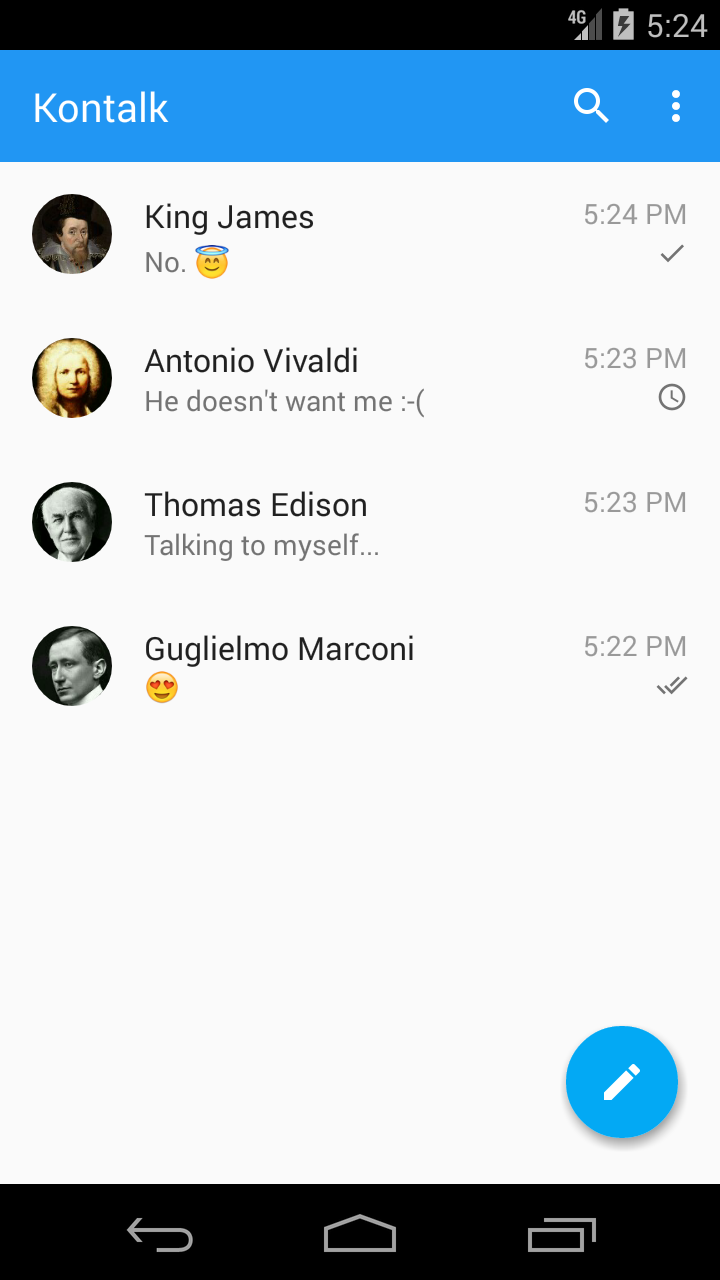 4G 5:24
Kontalk
King James 5:24 PM
No. 😇
Antonio Vivaldi 5:23 PM
He doesn't want me :-(
Thomas Edison 5:23 PM
Talking to myself...
Guglielmo Marconi 5:22 PM
😍